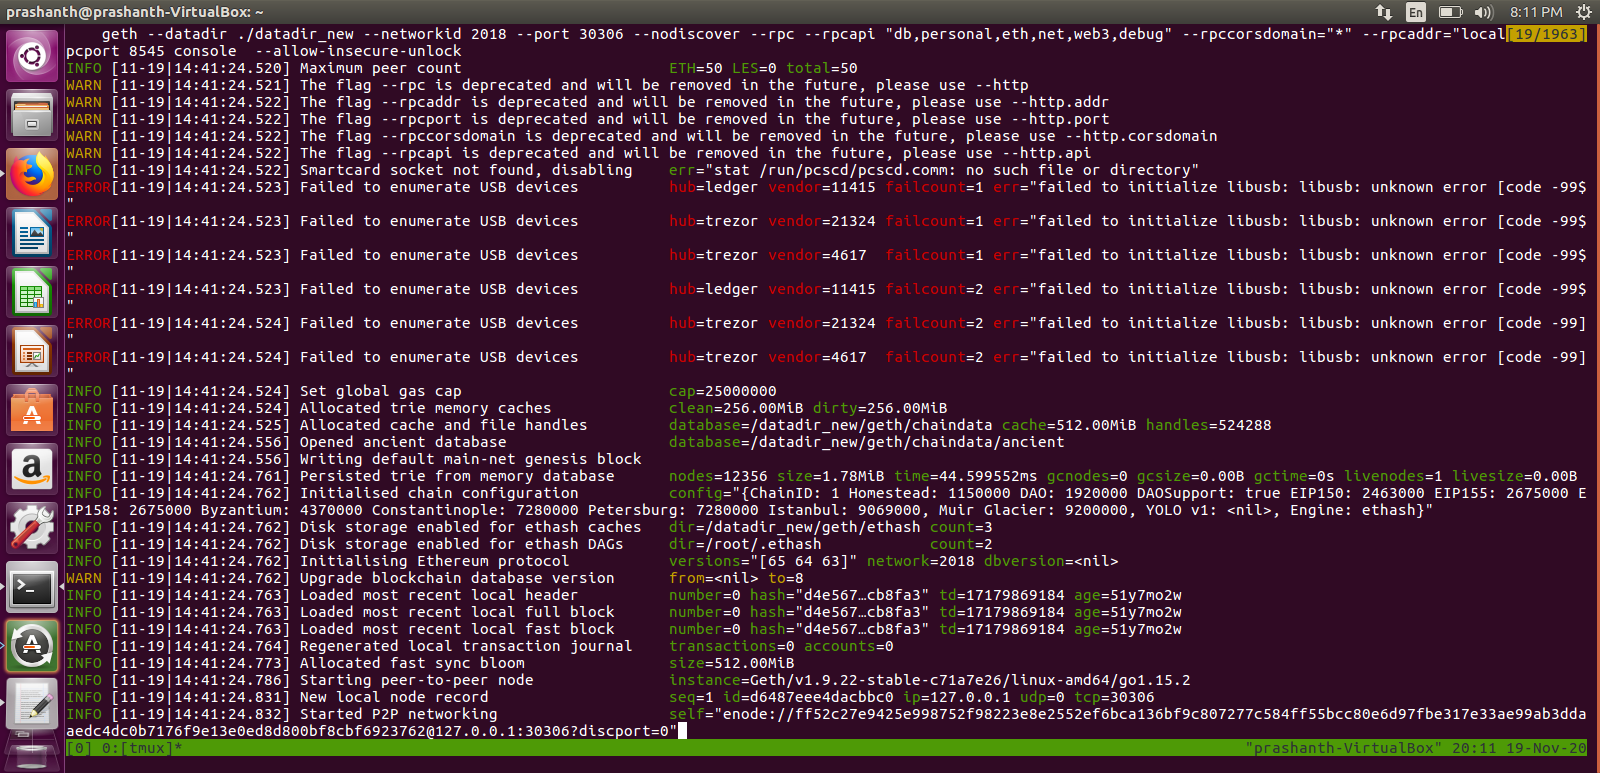 prashanth@prashanth-VirtualBox: ~
En
8:11 PM
geth --datadir ./datadir_new --networkid 2018 --port 30306 --nodiscover --rpc --rpcapi "db,personal,eth,net,web3,debug" --rpccorsdomain="*" --rpcaddr="local[19/1963]
pcport 8545 console  --allow-insecure-unlock
INFO [11-19|14:41:24.520] Maximum peer count                       ETH=50 LES=0 total=50
WARN [11-19|14:41:24.521] The flag --rpc is deprecated and will be removed in the future, please use --http
WARN [11-19|14:41:24.522] The flag --rpcaddr is deprecated and will be removed in the future, please use --http.addr
WARN [11-19|14:41:24.522] The flag --rpcport is deprecated and will be removed in the future, please use --http.port
WARN [11-19|14:41:24.522] The flag --rpccorsdomain is deprecated and will be removed in the future, please use --http.corsdomain
WARN [11-19|14:41:24.522] The flag --rpcapi is deprecated and will be removed in the future, please use --http.api
INFO [11-19|14:41:24.522] Smartcard socket not found, disabling    err="stat /run/pcscd/pcscd.comm: no such file or directory"
ERROR[11-19|14:41:24.523] Failed to enumerate USB devices          hub=ledger vendor=11415 failcount=1 err="failed to initialize libusb: libusb: unknown error [code -99$
"
ERROR[11-19|14:41:24.523] Failed to enumerate USB devices          hub=trezor vendor=21324 failcount=1 err="failed to initialize libusb: libusb: unknown error [code -99$
"
ERROR[11-19|14:41:24.523] Failed to enumerate USB devices          hub=trezor vendor=4617  failcount=1 err="failed to initialize libusb: libusb: unknown error [code -99$
"
ERROR[11-19|14:41:24.523] Failed to enumerate USB devices          hub=ledger vendor=11415 failcount=2 err="failed to initialize libusb: libusb: unknown error [code -99$
"
ERROR[11-19|14:41:24.524] Failed to enumerate USB devices          hub=trezor vendor=21324 failcount=2 err="failed to initialize libusb: libusb: unknown error [code -99]
"
ERROR[11-19|14:41:24.524] Failed to enumerate USB devices          hub=trezor vendor=4617  failcount=2 err="failed to initialize libusb: libusb: unknown error [code -99]
"
INFO [11-19|14:41:24.524] Set global gas cap                       cap=25000000
INFO [11-19|14:41:24.524] Allocated trie memory caches             clean=256.00MiB dirty=256.00MiB
INFO [11-19|14:41:24.525] Allocated cache and file handles         database=/datadir_new/geth/chaindata cache=512.00MiB handles=524288
INFO [11-19|14:41:24.556] Opened ancient database                  database=/datadir_new/geth/chaindata/ancient
INFO [11-19|14:41:24.556] Writing default main-net genesis block
INFO [11-19|14:41:24.761] Persisted trie from memory database      nodes=12356 size=1.78MiB time=44.599552ms gcnodes=0 gcsize=0.00B gctime=0s livenodes=1 livesize=0.00B
INFO [11-19|14:41:24.762] Initialised chain configuration          config="{ChainID: 1 Homestead: 1150000 DAO: 1920000 DAOSupport: true EIP150: 2463000 EIP155: 2675000 E
IP158: 2675000 Byzantium: 4370000 Constantinople: 7280000 Petersburg: 7280000 Istanbul: 9069000, Muir Glacier: 9200000, YOLO v1: <nil>, Engine: ethash}"
INFO [11-19|14:41:24.762] Disk storage enabled for ethash caches   dir=/datadir_new/geth/ethash count=3
INFO [11-19|14:41:24.762] Disk storage enabled for ethash DAGs     dir=/root/.ethash            count=2
INFO [11-19|14:41:24.762] Initialising Ethereum protocol           versions="[65 64 63]" network=2018 dbversion=<nil>
WARN [11-19|14:41:24.762] Upgrade blockchain database version      from=<nil> to=8
INFO [11-19|14:41:24.763] Loaded most recent local header          number=0 hash="d4e567…cb8fa3" td=17179869184 age=51y7mo2w
INFO [11-19|14:41:24.763] Loaded most recent local full block      number=0 hash="d4e567…cb8fa3" td=17179869184 age=51y7mo2w
INFO [11-19|14:41:24.763] Loaded most recent local fast block      number=0 hash="d4e567…cb8fa3" td=17179869184 age=51y7mo2w
INFO [11-19|14:41:24.764] Regenerated local transaction journal    transactions=0 accounts=0
INFO [11-19|14:41:24.773] Allocated fast sync bloom                size=512.00MiB
INFO [11-19|14:41:24.786] Starting peer-to-peer node               instance=Geth/v1.9.22-stable-c71a7e26/linux-amd64/go1.15.2
INFO [11-19|14:41:24.831] New local node record                    seq=1 id=d6487eee4dacbbc0 ip=127.0.0.1 udp=0 tcp=30306
INFO [11-19|14:41:24.832] Started P2P networking                   self="enode://ff52c27e9425e998752f98223e8e2552ef6bca136bf9c807277c584ff55bcc80e6d97fbe317e33ae99ab3dda
aedc4dc0b7176f9e13e0ed8d800bf8cbf6923762@127.0.0.1:30306?discport=0"
[0] 0:[tmux]*                    "prashanth-VirtualBox" 20:11 19-Nov-20